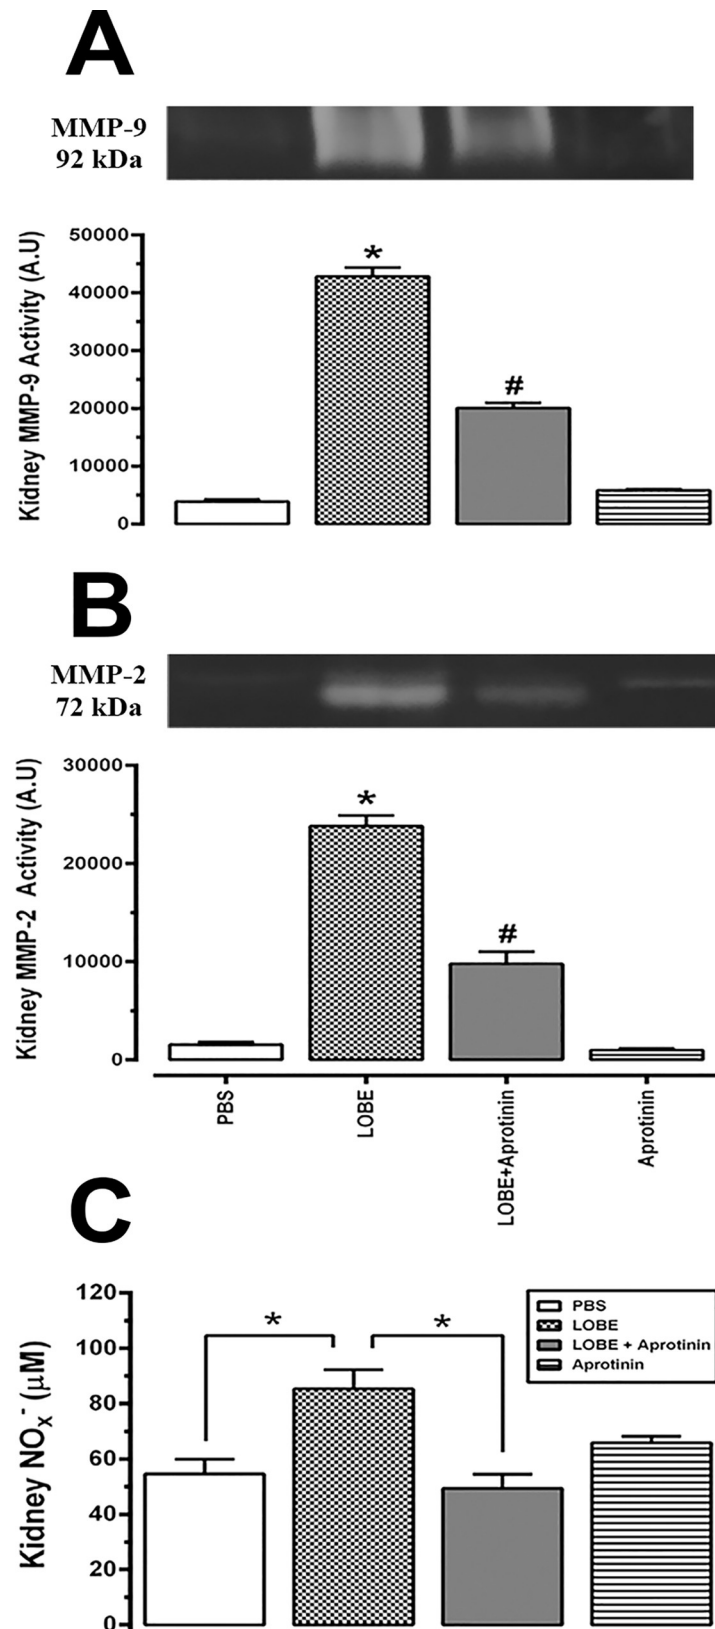 A
MMP-9
92 kDa
Kidney MMP-9 Activity (A.U)
50000
40000
30000
20000
10000
0
*
#
B
MMP-2
72 kDa
Kidney MMP-2 Activity (A.U)
30000
20000
10000
0
*
#
PBS
LOBE
LOBE+Aprotinin
Aprotinin
C
Kidney NOx- (μM)
120
100
80
60
40
20
0
*
*
PBS
LOBE
LOBE + Aprotinin
Aprotinin